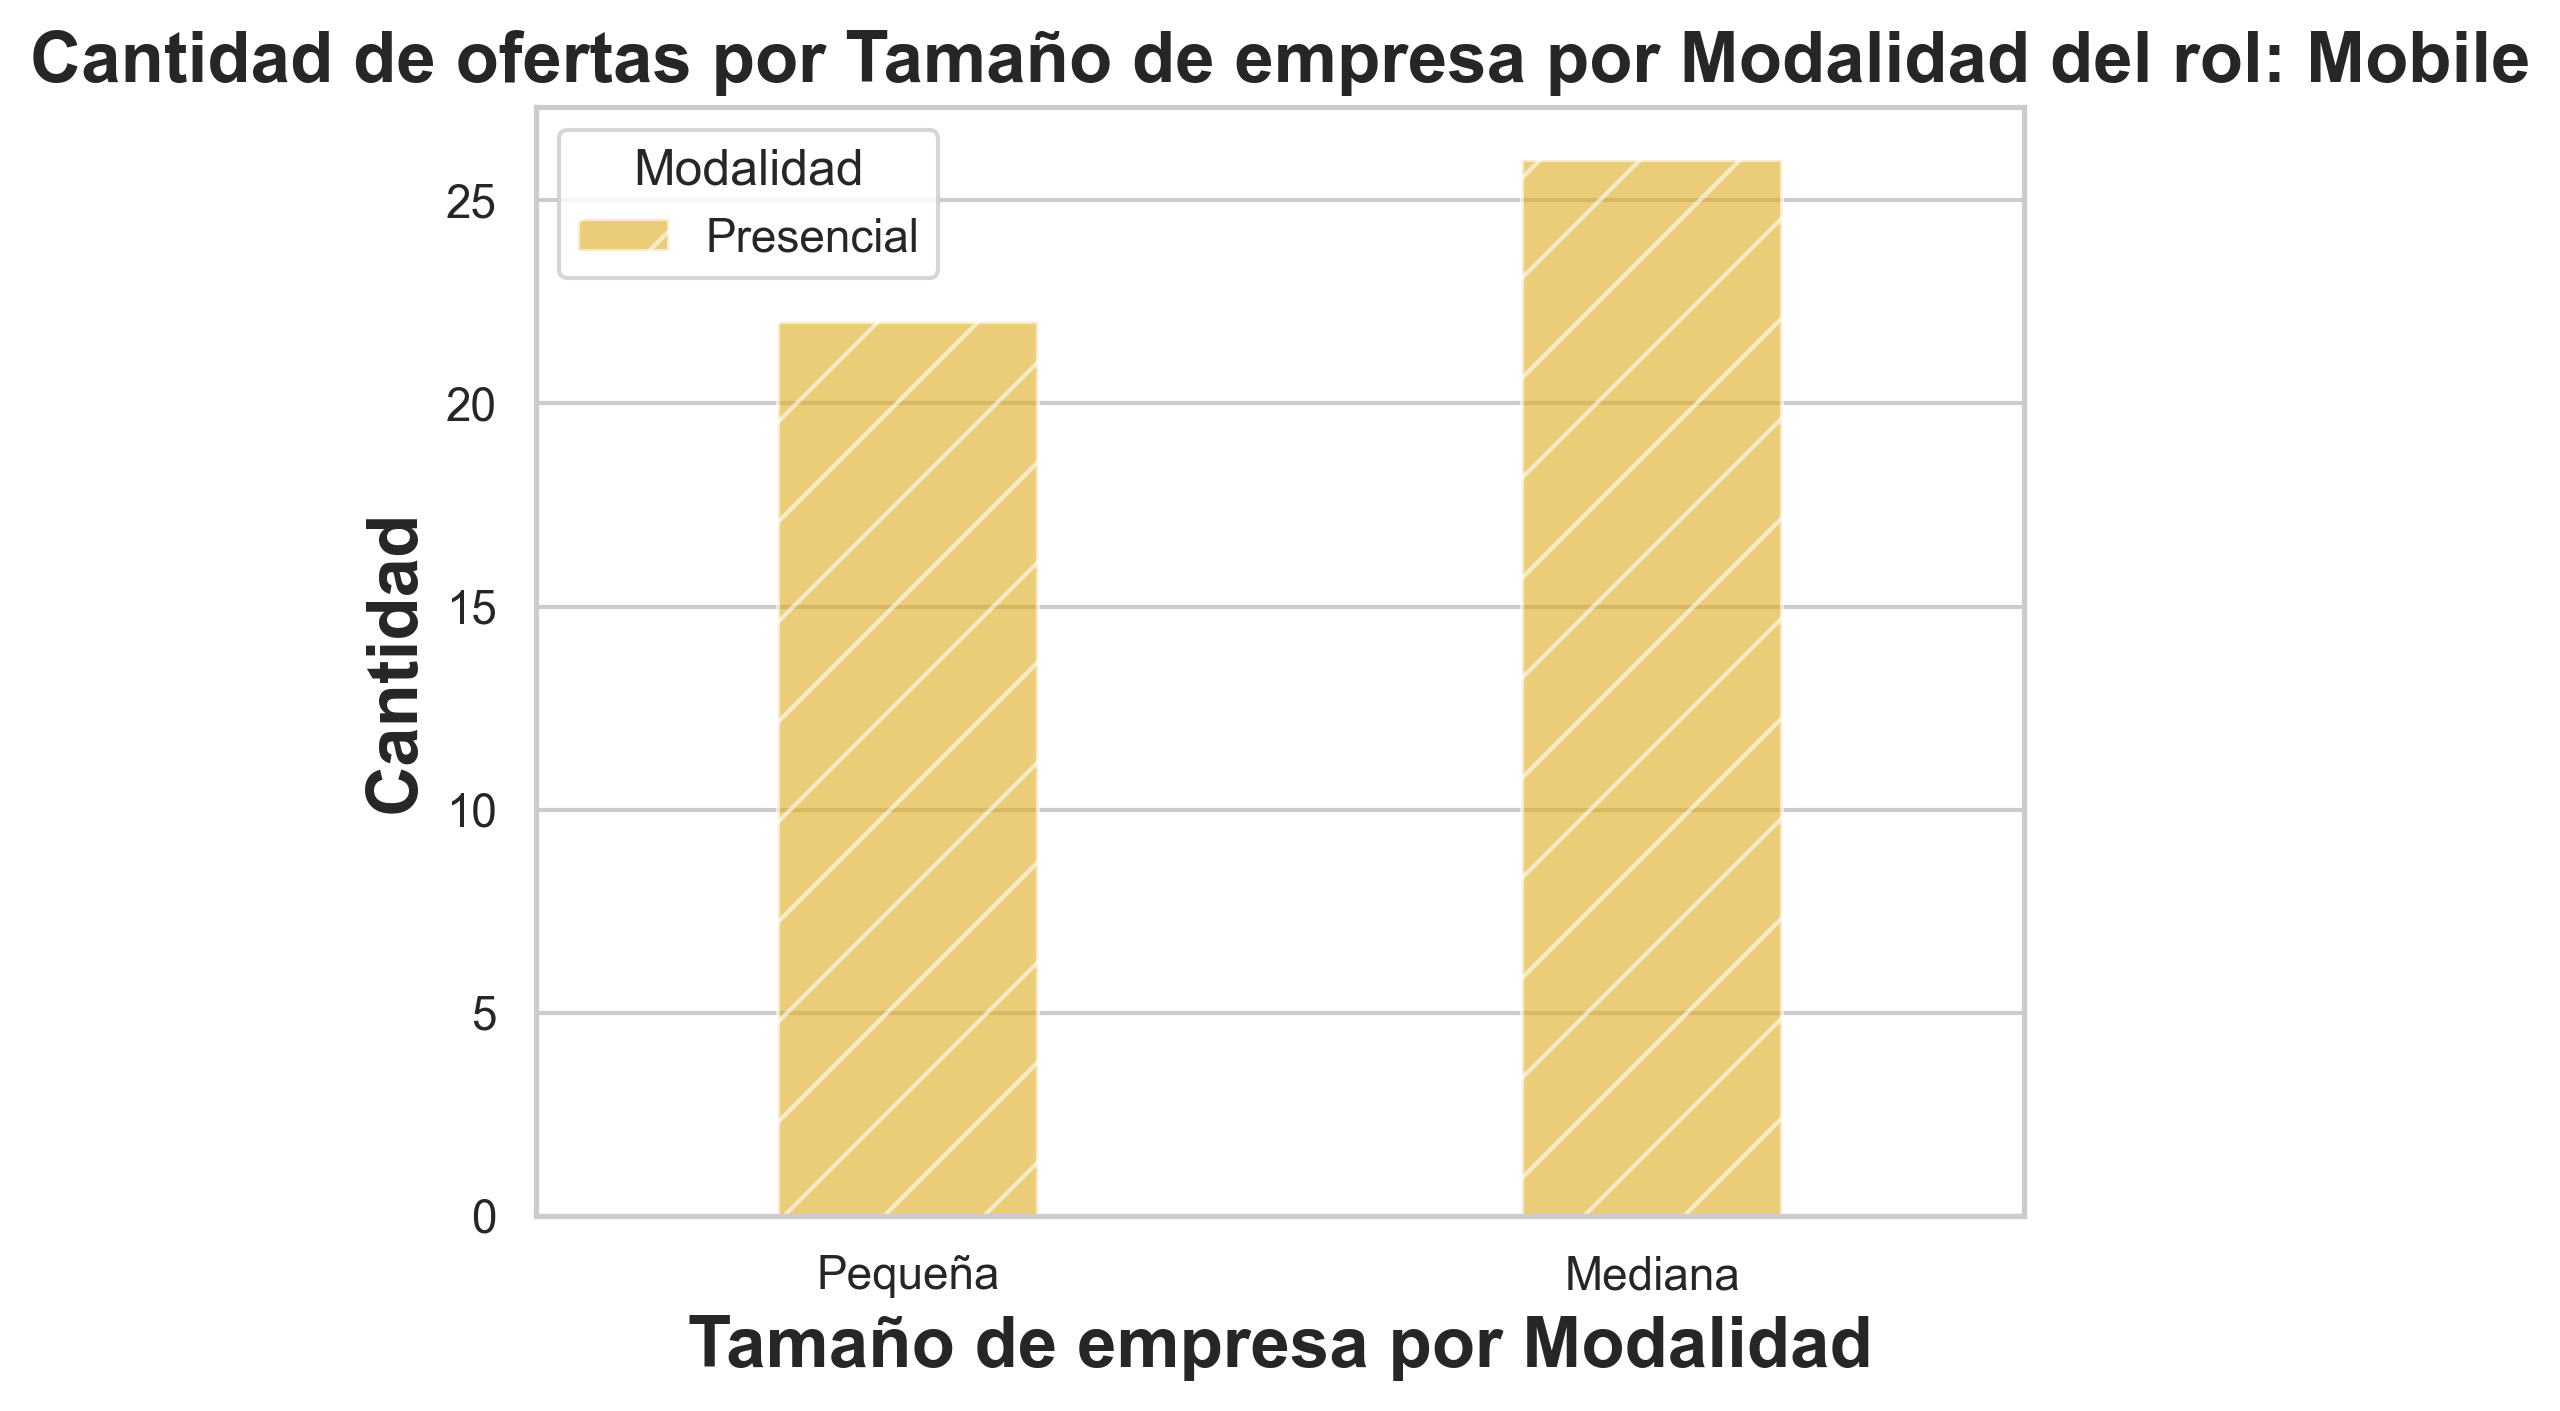 Cantidad de ofertas por Tamaño de empresa por Modalidad del rol: Mobile
Modalidad
Presencial
25
20
15
10
5
0
Cantidad
Pequeña
Mediana
Tamaño de empresa por Modalidad